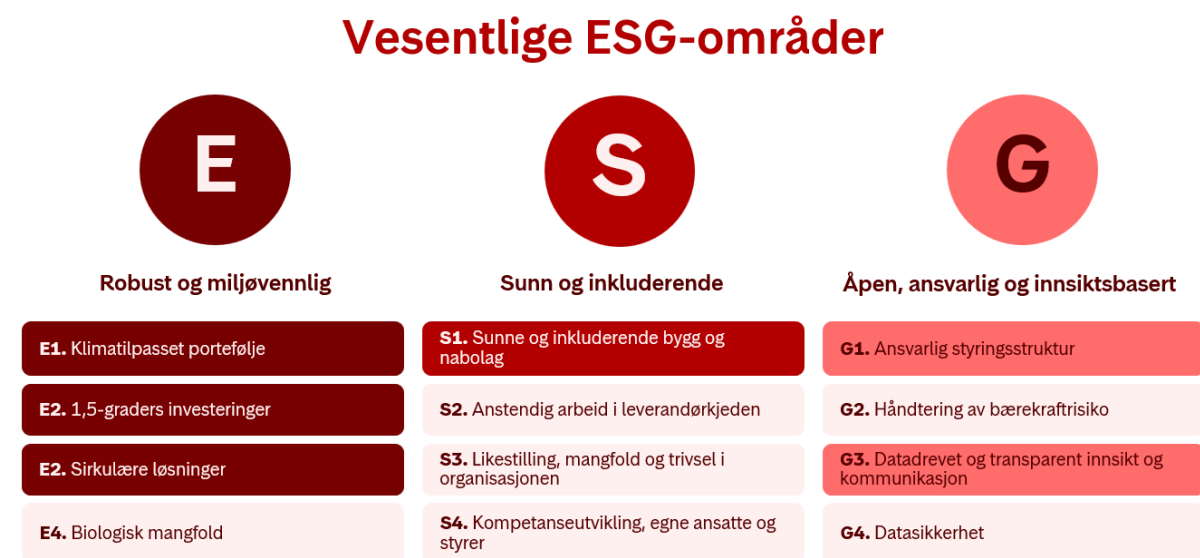 Vesentlige ESG-områder
E
S
G
Robust og miljøvennlig
Sunn og inkluderende
Åpen, ansvarlig og innsiktsbasert
E1. Klimatilpasset portefølje
E2. 1,5-graders investeringer
E2. Sirkulære løsninger
E4. Biologisk mangfold
S1. Sunne og inkluderende bygg og
nabolag
S2. Anstendig arbeid i leverandørkjeden
S3. Likestilling, mangfold og trivsel i
organisasjonen
S4. Kompetanseutvikling, egne ansatte og
styrer
G1. Ansvarlig styringsstruktur
G2. Håndtering av bærekraftrisiko
G3. Datadrevet og transparent innsikt og
kommunikasjon
G4. Datasikkerhet